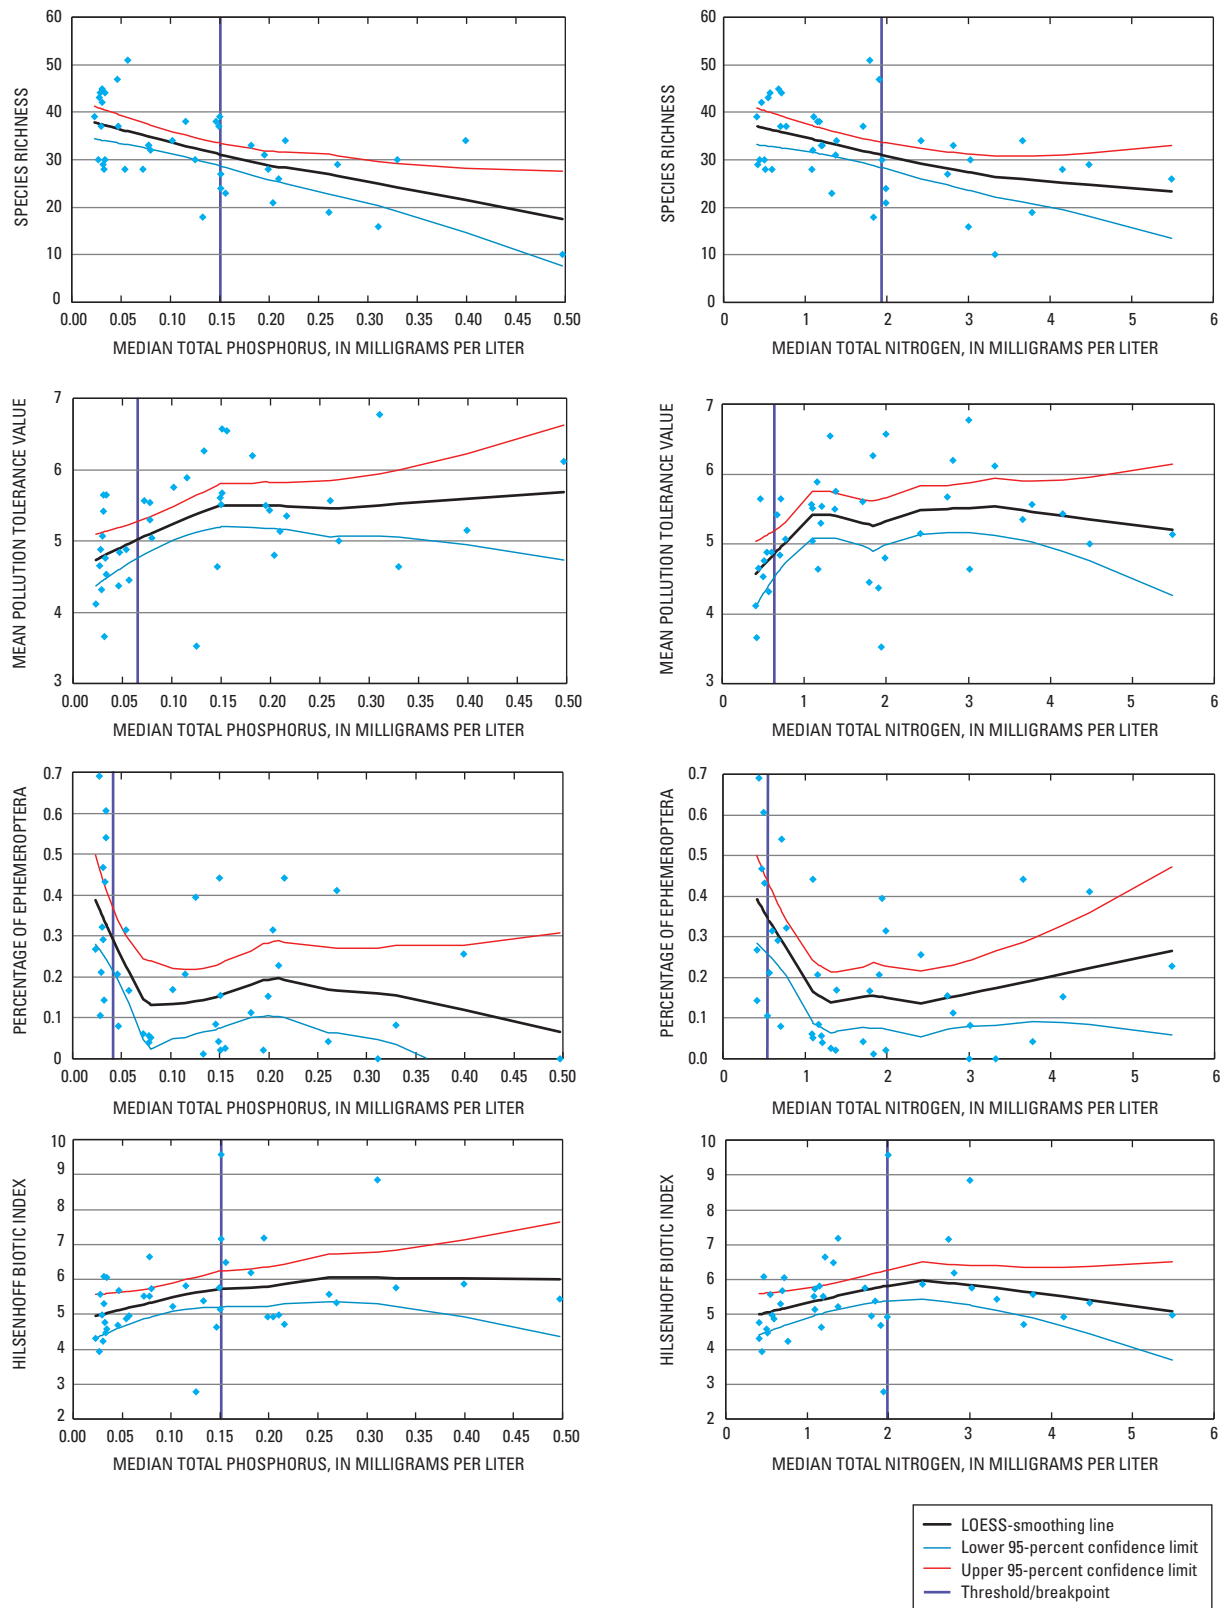 SPECIES RICHNESS
60
50
40
30
20
10
0
0.00 0.05 0.10 0.15 0.20 0.25 0.30 0.35 0.40 0.45 0.50
MEDIAN TOTAL PHOSPHORUS, IN MILLIGRAMS PER LITER
SPECIES RICHNESS
60
50
40
30
20
10
0
0 1 2 3 4 5 6
MEDIAN TOTAL NITROGEN, IN MILLIGRAMS PER LITER
MEAN POLLUTION TOLERANCE VALUE
7
6
5
4
3
0.00 0.05 0.10 0.15 0.20 0.25 0.30 0.35 0.40 0.45 0.50
MEDIAN TOTAL PHOSPHORUS, IN MILLIGRAMS PER LITER
MEAN POLLUTION TOLERANCE VALUE
7
6
5
4
3
0 1 2 3 4 5 6
MEDIAN TOTAL NITROGEN, IN MILLIGRAMS PER LITER
PERCENTAGE OF EPHEMEROPTERA
0.7
0.6
0.5
0.4
0.3
0.2
0.1
0
0.00 0.05 0.10 0.15 0.20 0.25 0.30 0.35 0.40 0.45 0.50
MEDIAN TOTAL PHOSPHORUS, IN MILLIGRAMS PER LITER
PERCENTAGE OF EPHEMEROPTERA
0.7
0.6
0.5
0.4
0.3
0.2
0.1
0.0
0 1 2 3 4 5 6
MEDIAN TOTAL NITROGEN, IN MILLIGRAMS PER LITER
HILSENHOFF BIOTIC INDEX
10
9
8
7
6
5
4
3
2
0.00 0.05 0.10 0.15 0.20 0.25 0.30 0.35 0.40 0.45 0.50
MEDIAN TOTAL PHOSPHORUS, IN MILLIGRAMS PER LITER
HILSENHOFF BIOTIC INDEX
10
9
8
7
6
5
4
3
2
0 1 2 3 4 5 6
MEDIAN TOTAL NITROGEN, IN MILLIGRAMS PER LITER
LOESS-smoothing line
Lower 95-percent confidence limit
Upper 95-percent confidence limit
Threshold/breakpoint